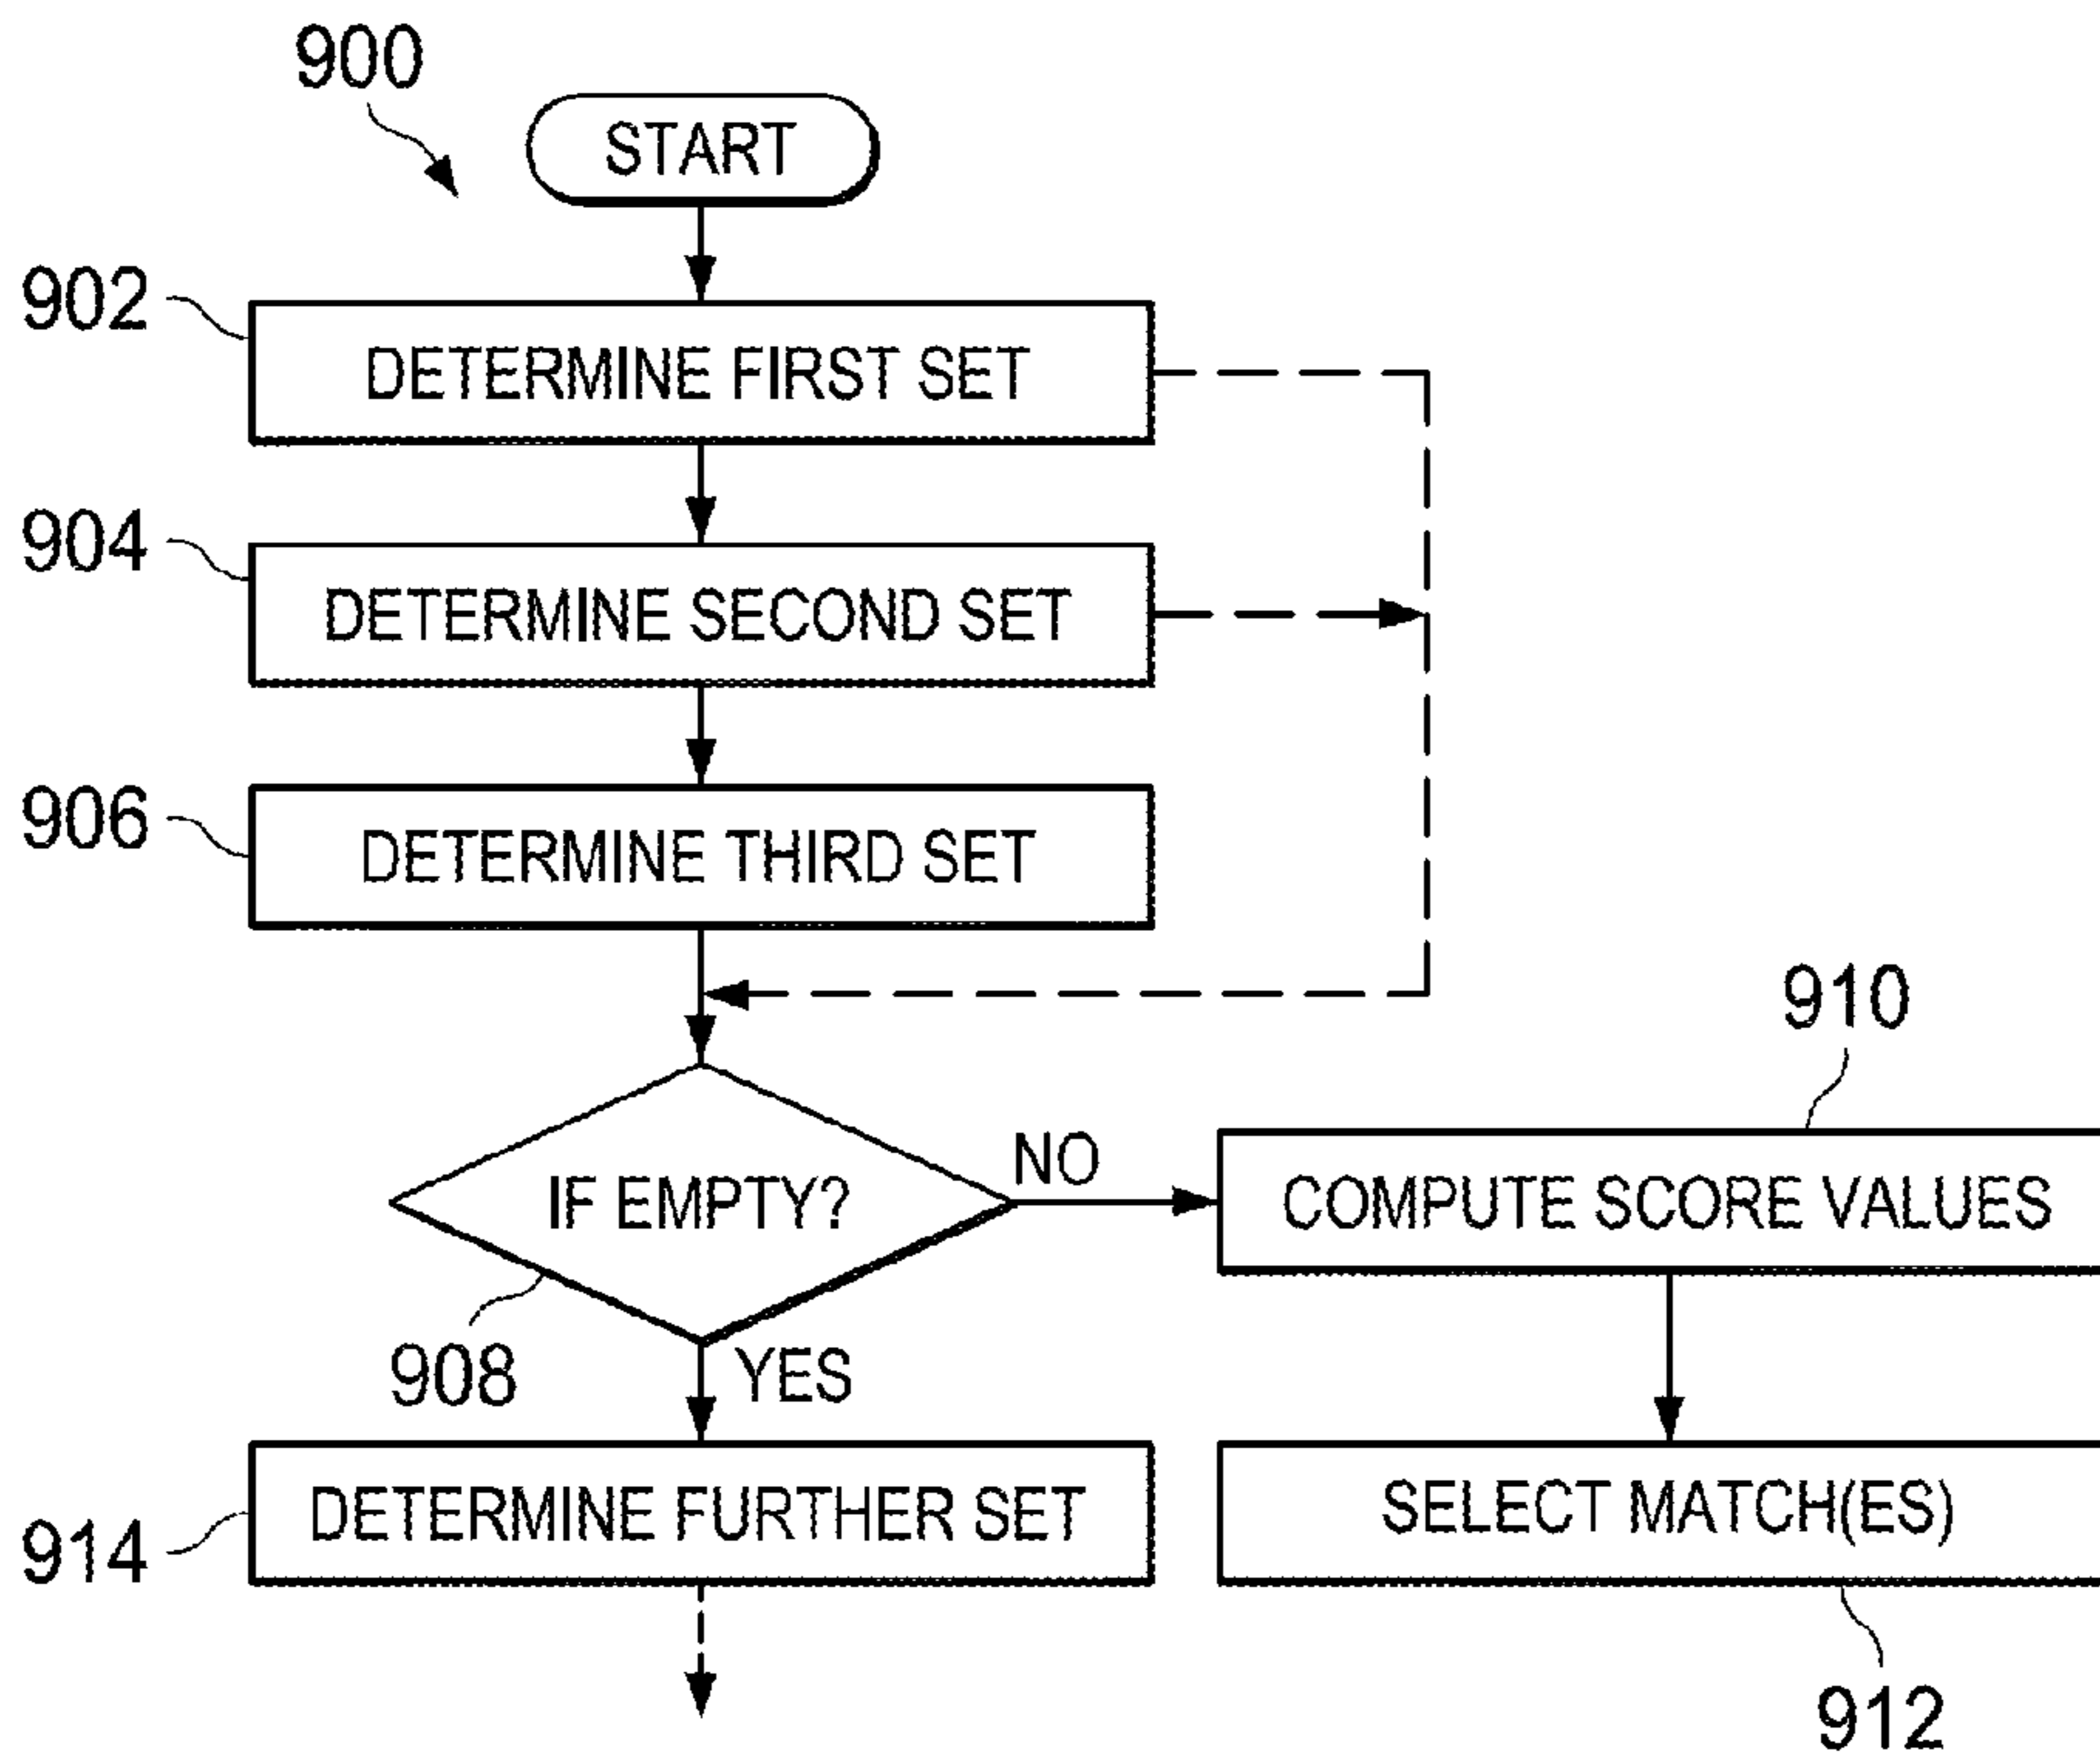 900
START
902
DETERMINE FIRST SET
904
DETERMINE SECOND SET
906
DETERMINE THIRD SET
910
NO
IF EMPTY?
COMPUTE SCORE VALUES
908
YES
DETERMINE FURTHER SET
SELECT MATCH(ES)
914
912